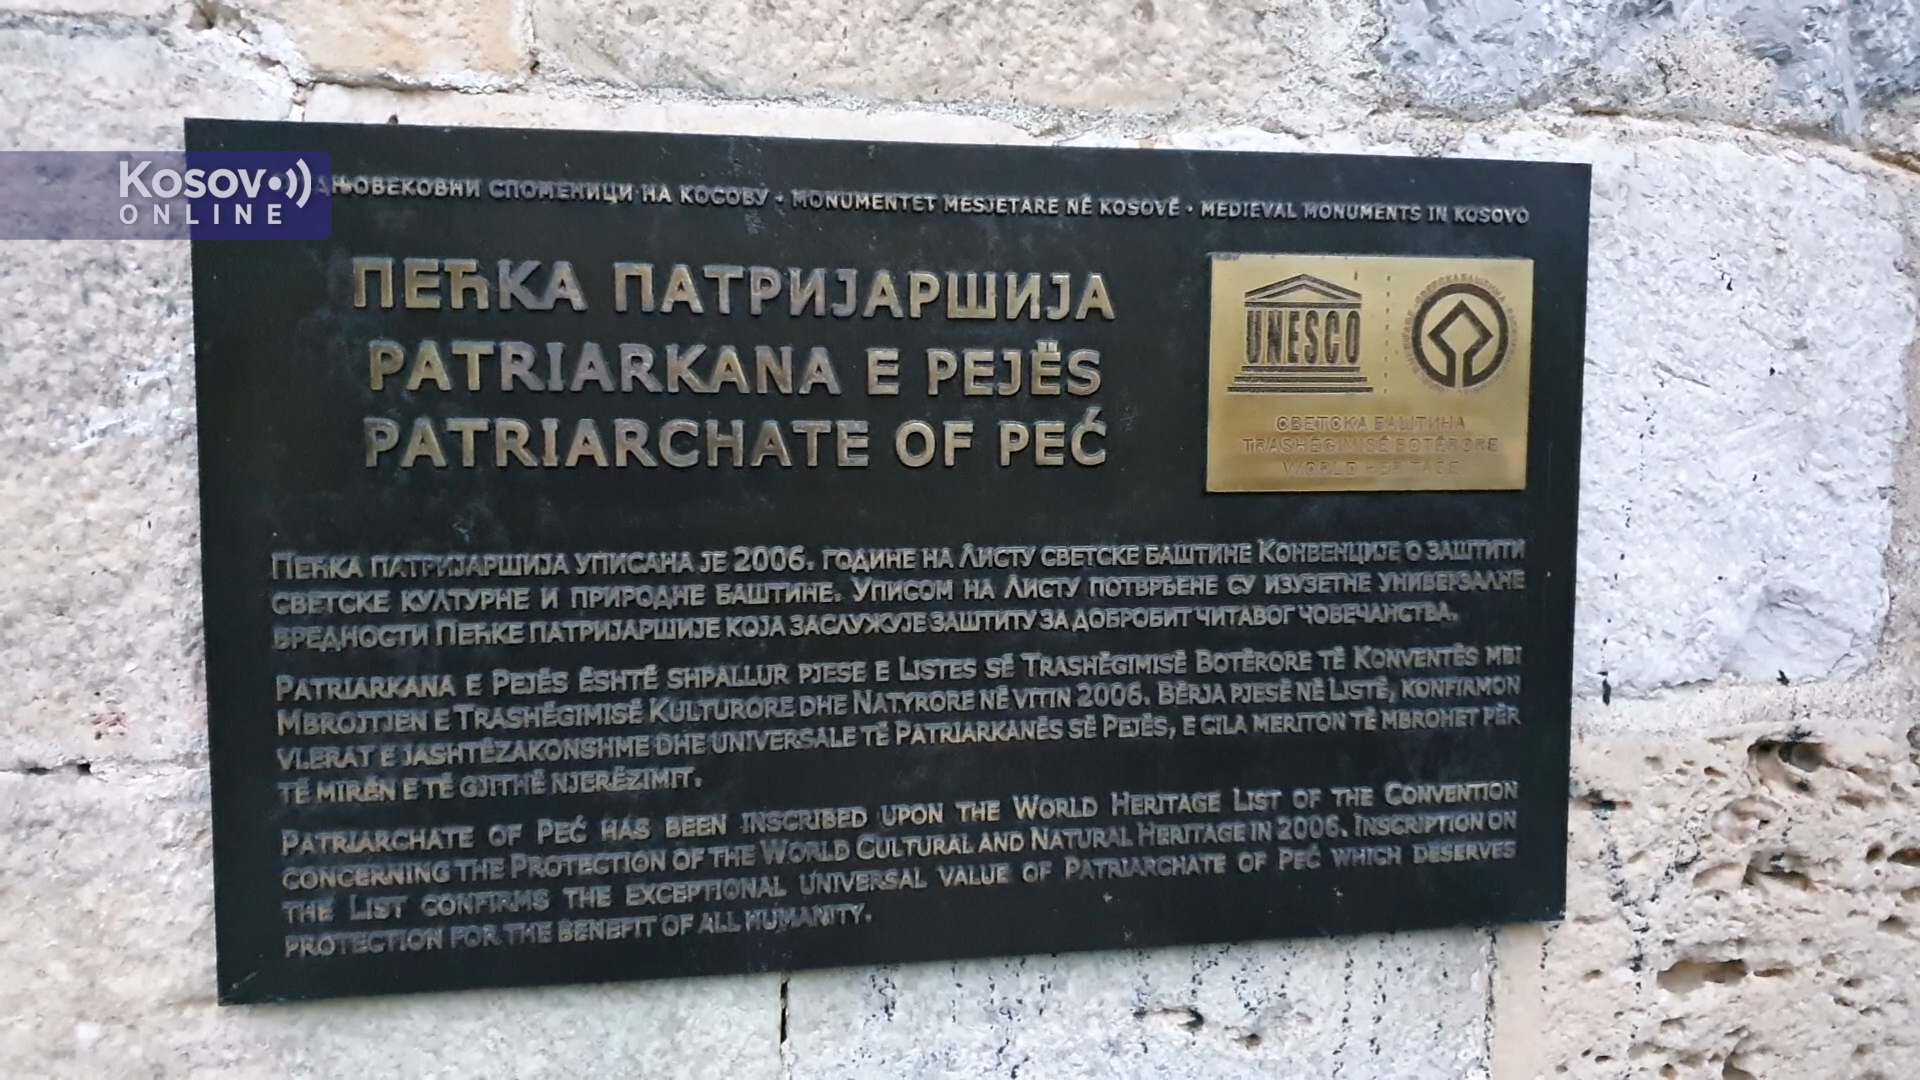 Kosovo
ONLINE
СРЕДЊОВЕКОВНИ СПОМЕНИЦИ НА КОСОВУ • MONUMENTET MESJETARE NË KOSOVË • MEDIEVAL MONUMENTS IN KOSOVO
ПЕЋКА ПАТРИЈАРШИЈА
PATRIARKANA E PEJËS
PATRIARCHATE OF PEĆ
UNESCO
СВЕТСКА БАШТИНА
TRASHËGIMISË BOTËRORE
WORLD HERITAGE
ПЕЋКА ПАТРИЈАРШИЈА УПИСАНА ЈЕ 2006. ГОДИНЕ НА ЛИСТУ СВЕТСКЕ БАШТИНЕ КОНВЕНЦИЈЕ О ЗАШТИТИ
СВЕТСКЕ КУЛТУРНЕ И ПРИРОДНЕ БАШТИНЕ. УПИСОМ НА ЛИСТУ ПОТВРЂЕНЕ СУ ИЗУЗЕТНЕ УНИВЕРЗАЛНЕ
ВРЕДНОСТИ ПЕЋКЕ ПАТРИЈАРШИЈЕ КОЈА ЗАСЛУЖУЈЕ ЗАШТИТУ ЗА ДОБРОБИТ ЧИТАВОГ ЧОВЕЧАНСТВА.
PATRIARKANA E PEJËS ËSHTË SHPALLUR PJESE E LISTES SË TRASHËGIMISË BOTËRORE TË KONVENTËS MBI
MBROJTJEN E TRASHËGIMISË KULTURORE DHE NATYRORE NË VITIN 2006. BËRJA PJESË NË LISTË, KONFIRMON
VLERAT E JASHTËZAKONSHME DHE UNIVERSALE TË PATRIARKANËS SË PEJËS, E CILA MERITON TË MBROHET PËR
TË MIRËN E TË GJITHË NJERËZIMIT.
PATRIARCHATE OF PEĆ HAS BEEN INSCRIBED UPON THE WORLD HERITAGE LIST OF THE CONVENTION
CONCERNING THE PROTECTION OF THE WORLD CULTURAL AND NATURAL HERITAGE IN 2006. INSCRIPTION ON
THE LIST CONFIRMS THE EXCEPTIONAL UNIVERSAL VALUE OF PATRIARCHATE OF PEĆ WHICH DESERVES
PROTECTION FOR THE BENEFIT OF ALL HUMANITY.